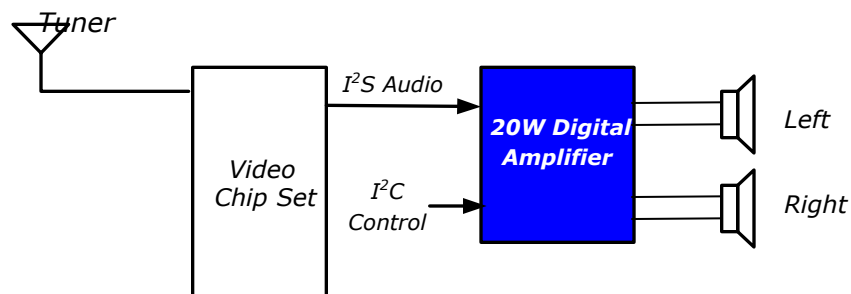 Tuner
I²S Audio
20W Digital
Amplifier
Left
Video
Chip Set
I²C
Control
Right